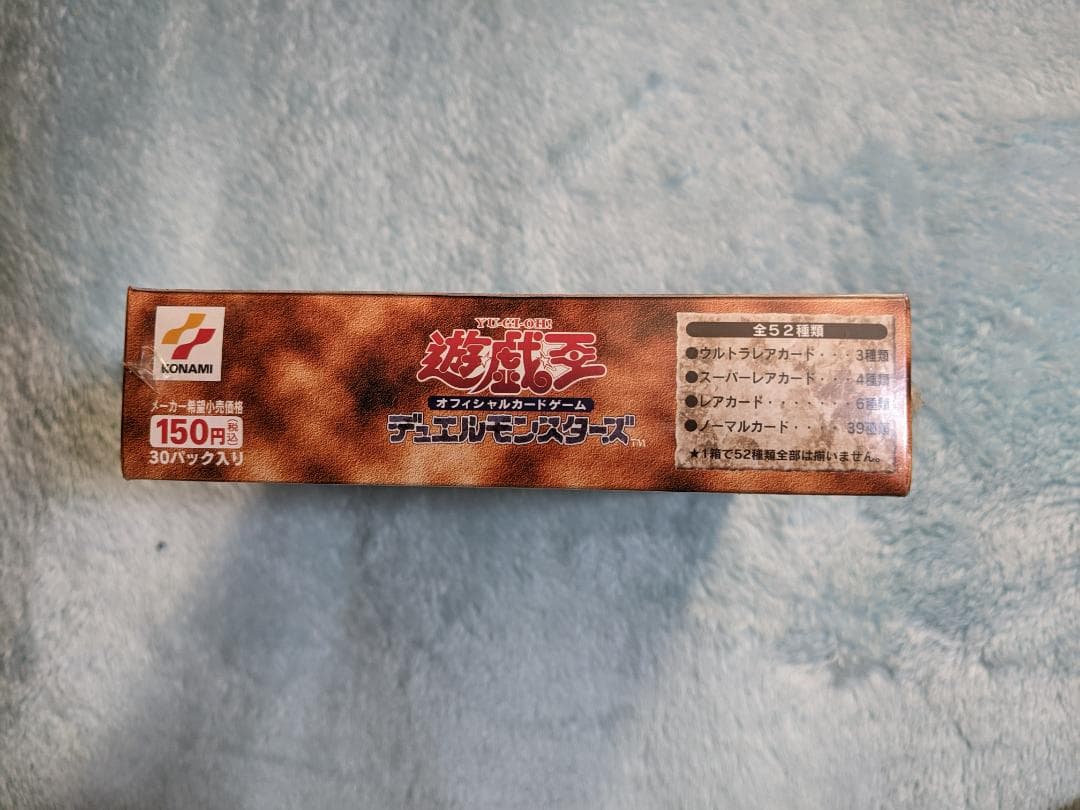 KONAMI
メーカー希望小売価格
150円(税込)
30パック入り
YU-GI-OH!
遊戯王
オフィシャルカードゲーム
デュエルモンスターズ™
全52種類
●ウルトラレアカード・・・3種類
●スーパーレアカード・・・4種類
●レアカード・・・・・・・6種類
●ノーマルカード・・・・39種類
★1箱で52種類全部は揃いません。